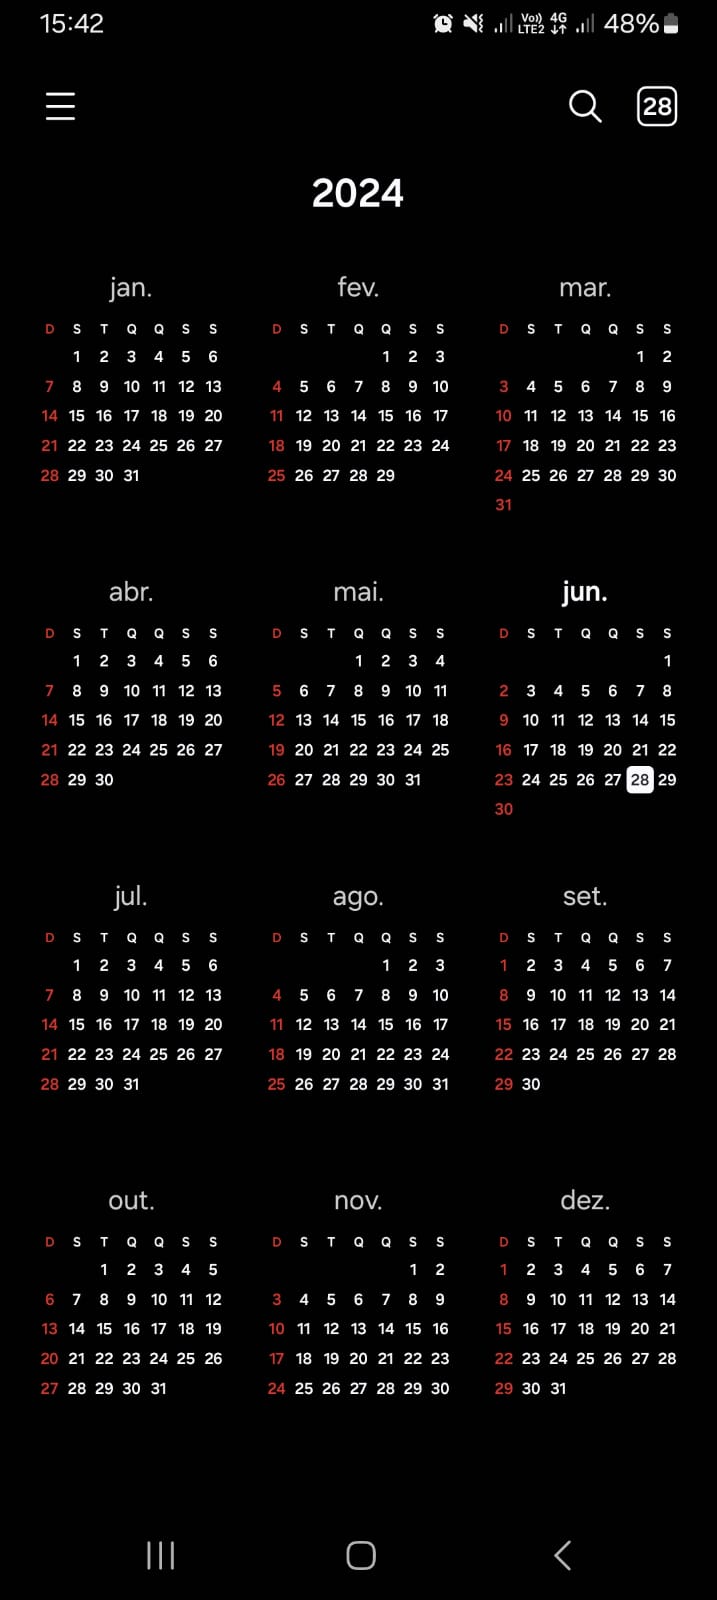 15:42 Vo)) LTE2 4G 48%
28
2024
jan. fev. mar.
D S T Q Q S S D S T Q Q S S D S T Q Q S S
1 2 3 4 5 6 1 2 3 1 2
7 8 9 10 11 12 13 4 5 6 7 8 9 10 3 4 5 6 7 8 9
14 15 16 17 18 19 20 11 12 13 14 15 16 17 10 11 12 13 14 15 16
21 22 23 24 25 26 27 18 19 20 21 22 23 24 17 18 19 20 21 22 23
28 29 30 31 25 26 27 28 29 24 25 26 27 28 29 30
31
abr. mai. jun.
D S T Q Q S S D S T Q Q S S D S T Q Q S S
1 2 3 4 5 6 1 2 3 4 1
7 8 9 10 11 12 13 5 6 7 8 9 10 11 2 3 4 5 6 7 8
14 15 16 17 18 19 20 12 13 14 15 16 17 18 9 10 11 12 13 14 15
21 22 23 24 25 26 27 19 20 21 22 23 24 25 16 17 18 19 20 21 22
28 29 30 26 27 28 29 30 31 23 24 25 26 27 28 29
30
jul. ago. set.
D S T Q Q S S D S T Q Q S S D S T Q Q S S
1 2 3 4 5 6 1 2 3 1 2 3 4 5 6 7
7 8 9 10 11 12 13 4 5 6 7 8 9 10 8 9 10 11 12 13 14
14 15 16 17 18 19 20 11 12 13 14 15 16 17 15 16 17 18 19 20 21
21 22 23 24 25 26 27 18 19 20 21 22 23 24 22 23 24 25 26 27 28
28 29 30 31 25 26 27 28 29 30 31 29 30
out. nov. dez.
D S T Q Q S S D S T Q Q S S D S T Q Q S S
1 2 3 4 5 1 2 1 2 3 4 5 6 7
6 7 8 9 10 11 12 3 4 5 6 7 8 9 8 9 10 11 12 13 14
13 14 15 16 17 18 19 10 11 12 13 14 15 16 15 16 17 18 19 20 21
20 21 22 23 24 25 26 17 18 19 20 21 22 23 22 23 24 25 26 27 28
27 28 29 30 31 24 25 26 27 28 29 30 29 30 31